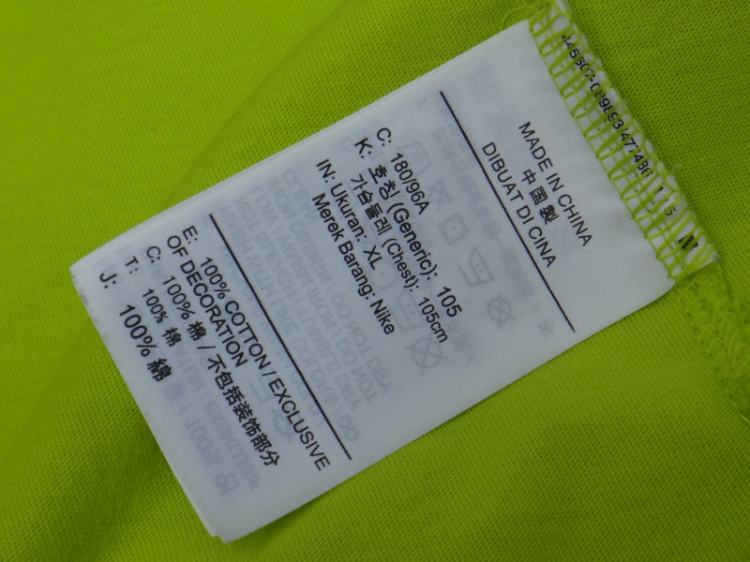 MADE IN CHINA
中国製
DIBUAT DI CINA
C: 180/96A
K: 호칭 (Generic): 105
가슴둘레 (Chest): 105cm
IN: Ukuran: XL
Merek Barang: Nike
E: 100% COTTON / EXCLUSIVE
OF DECORATION
C: 100% 棉 / 不包括装饰部分
T: 100% 棉
J: 100% 綿